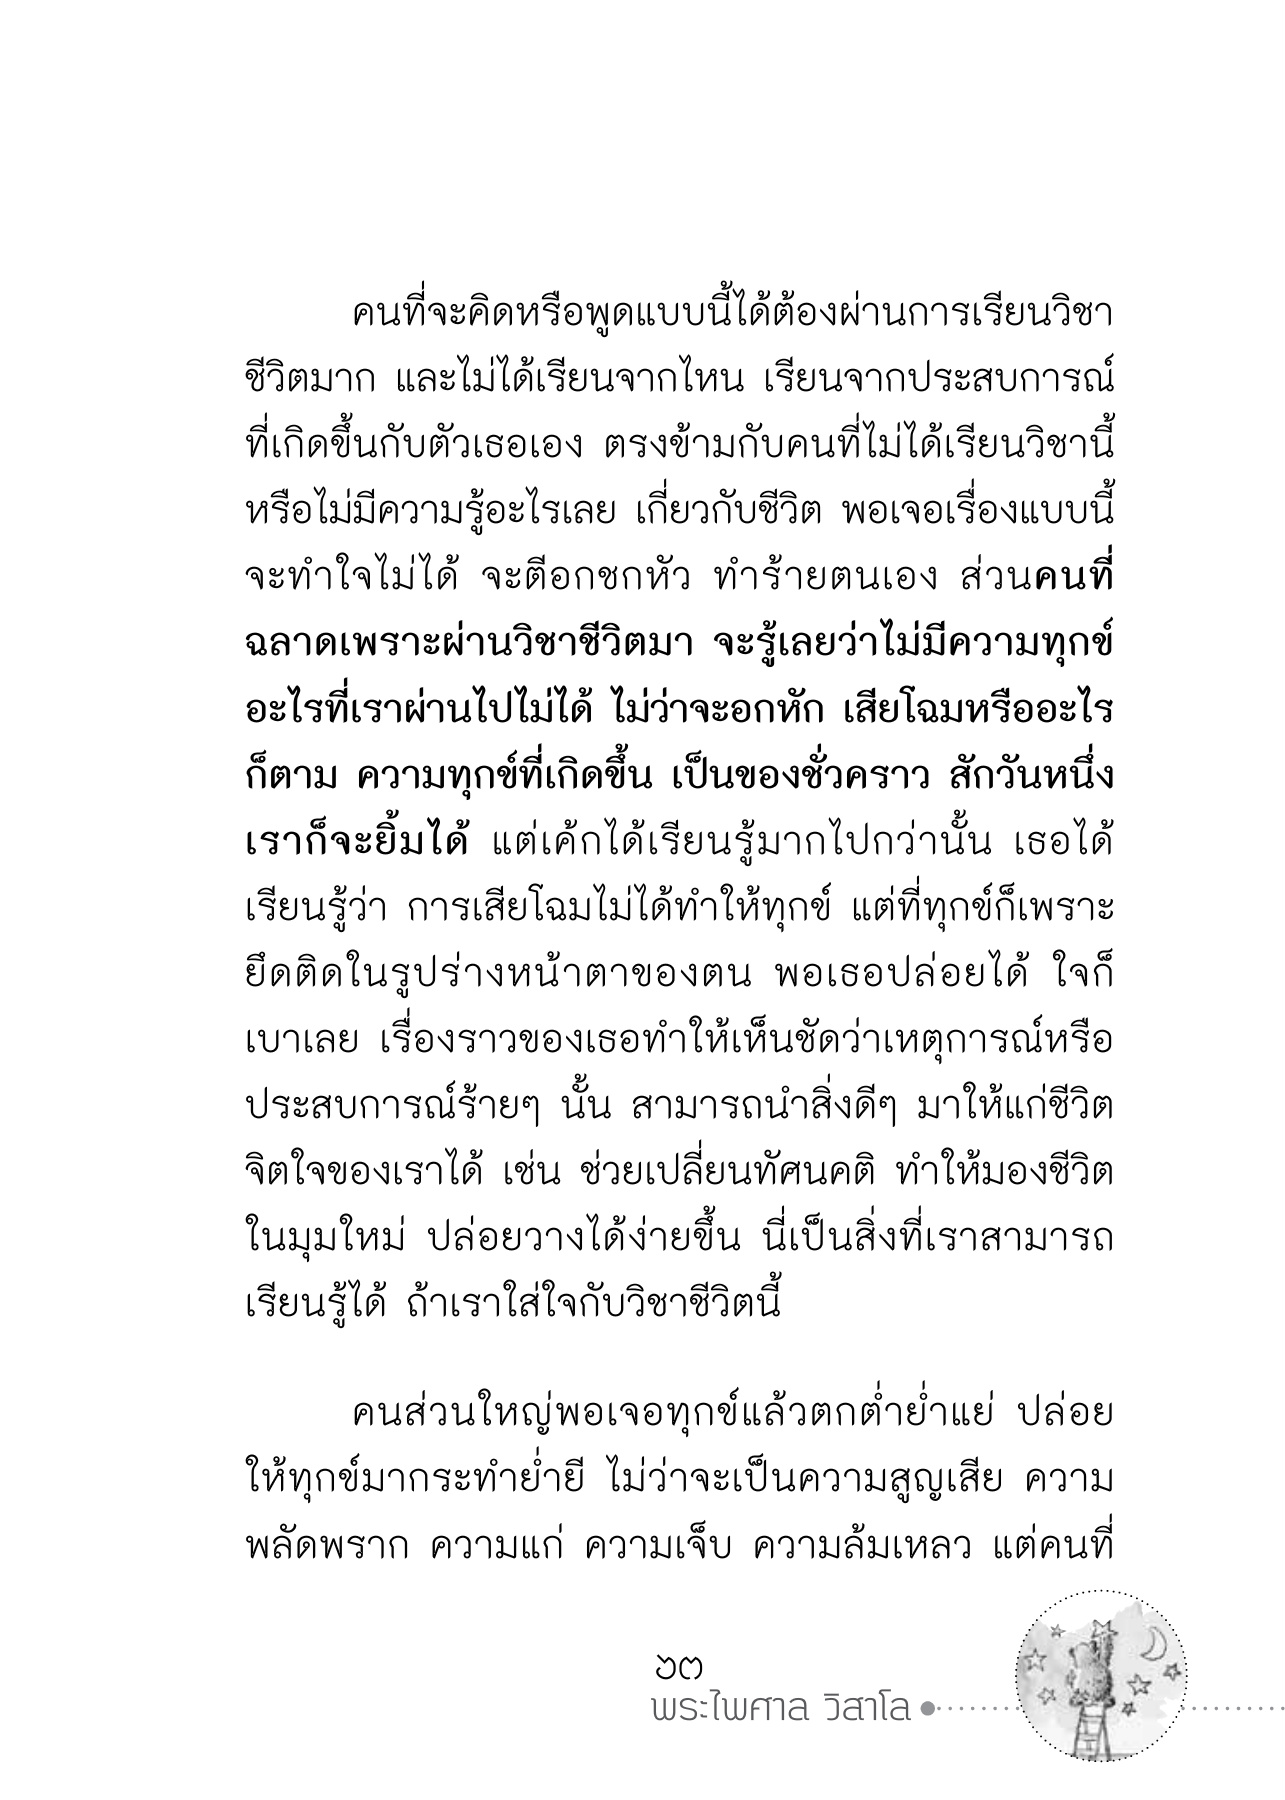 คนที่จะคิดหรือพูดแบบนี้ได้ต้องผ่านการเรียนวิชา
ชีวิตมาก และไม่ได้เรียนจากไหน เรียนจากประสบการณ์
ที่เกิดขึ้นกับตัวเธอเอง ตรงข้ามกับคนที่ไม่ได้เรียนวิชานี้
หรือไม่มีความรู้อะไรเลย เกี่ยวกับชีวิต พอเจอเรื่องแบบนี้
จะทำใจไม่ได้ จะตีอกชกหัว ทำร้ายตนเอง ส่วนคนที่
ฉลาดเพราะผ่านวิชาชีวิตมา จะรู้เลยว่าไม่มีความทุกข์
อะไรที่เราผ่านไปไม่ได้ ไม่ว่าจะอกหัก เสียโฉมหรืออะไร
ก็ตาม ความทุกข์ที่เกิดขึ้น เป็นของชั่วคราว สักวันหนึ่ง
เราก็จะยิ้มได้ แต่เค้กได้เรียนรู้มากไปกว่านั้น เธอได้
เรียนรู้ว่า การเสียโฉมไม่ได้ทำให้ทุกข์ แต่ที่ทุกข์ก็เพราะ
ยึดติดในรูปร่างหน้าตาของตน พอเธอปล่อยได้ ใจก็
เบาเลย เรื่องราวของเธอทำให้เห็นชัดว่าเหตุการณ์หรือ
ประสบการณ์ร้ายๆ นั้น สามารถนำสิ่งดีๆ มาให้แก่ชีวิต
จิตใจของเราได้ เช่น ช่วยเปลี่ยนทัศนคติ ทำให้มองชีวิต
ในมุมใหม่ ปล่อยวางได้ง่ายขึ้น นี่เป็นสิ่งที่เราสามารถ
เรียนรู้ได้ ถ้าเราใส่ใจกับวิชาชีวิตนี้
คนส่วนใหญ่พอเจอทุกข์แล้วตกต่ำย่ำแย่ ปล่อย
ให้ทุกข์มากระทำย่ำยี ไม่ว่าจะเป็นความสูญเสีย ความ
พลัดพราก ความแก่ ความเจ็บ ความล้มเหลว แต่คนที่
๖๓
พระไพศาล วิสาโล